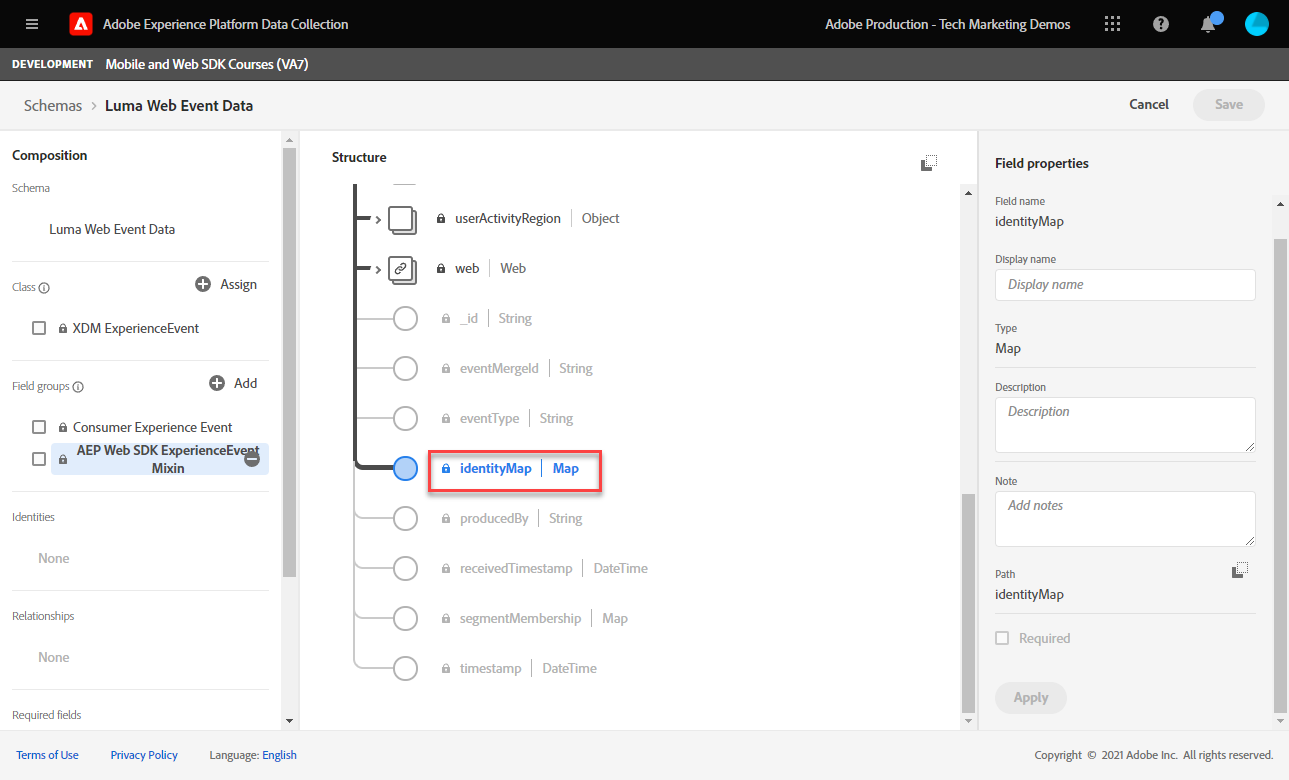 Adobe Experience Platform Data Collection
Adobe Production - Tech Marketing Demos
DEVELOPMENT Mobile and Web SDK Courses (VA7)
Schemas > Luma Web Event Data
Cancel
Save
Composition
Schema
Luma Web Event Data
Class
Assign
XDM ExperienceEvent
Field groups
Add
Consumer Experience Event
AEP Web SDK ExperienceEvent
Mixin
Identities
None
Relationships
None
Required fields
Structure
userActivityRegion | Object
web | Web
_id | String
eventMergeId | String
eventType | String
identityMap | Map
producedBy | String
receivedTimestamp | DateTime
segmentMembership | Map
timestamp | DateTime
Field properties
Field name
identityMap
Display name
Display name
Type
Map
Description
Description
Note
Add notes
Path
identityMap
Required
Apply
Terms of Use
Privacy Policy
Language: English
Copyright © 2021 Adobe Inc. All rights reserved.